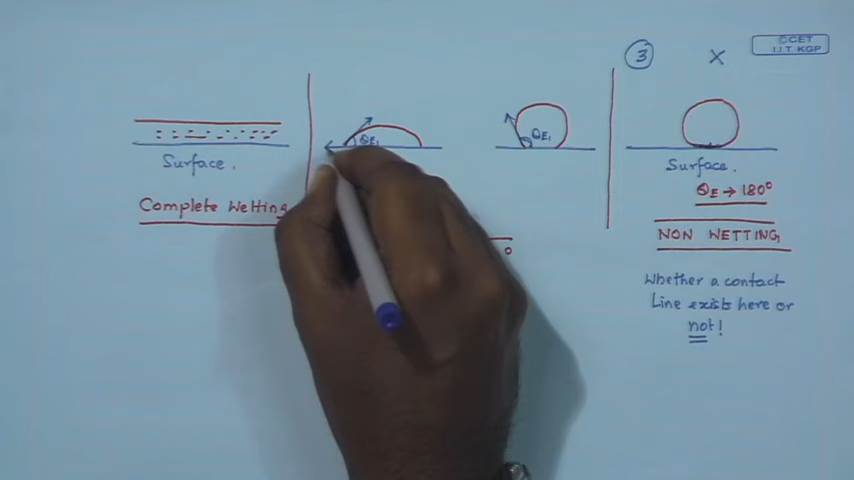 3
X
©CET
I.I.T. KGP
θE₁
θE₁
Surface.
Surface.
θE → 180°
Complete Wetting
NON WETTING
Whether a contact
Line exists here or
not!